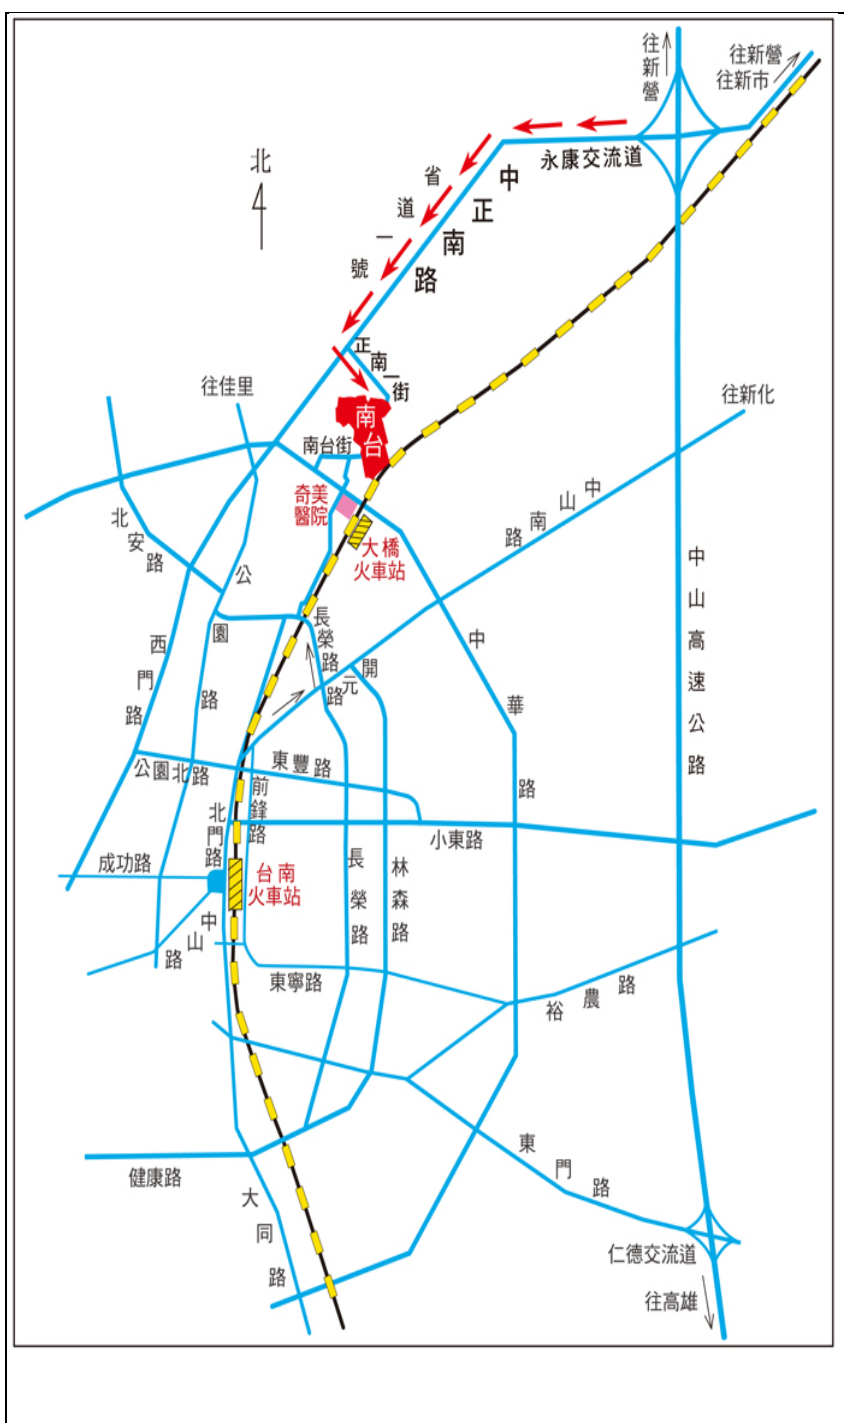 往新營
往新營
往新市
永康交流道
北
中正南路
省道一號
正南一街
往佳里
往新化
南台
南台街
奇美
醫院
中山南路
北安路
大橋
火車站
公園路
中山高速公路
長榮路
西門路
中華路
開元路
東豐路
公園北路
前鋒路
北門路
小東路
成功路
台南
火車站
長榮路
林森路
中山路
東寧路
裕農路
東門路
健康路
大同路
仁德交流道
往高雄